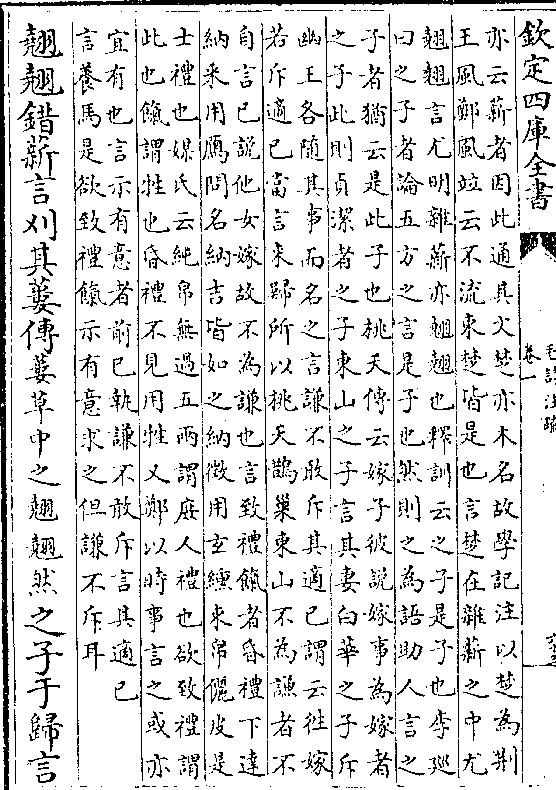 欽定四庫全書
卷一
亦云薪者因此通其文楚亦木名故學記注以楚為荆
王風鄭風竝云不流束楚皆是也言楚在雜薪之中尤
翹翹言尤明雜薪亦翹翹也釋訓云之子是子也李巡
曰之子者論五方之言是子也然則之為語助人言之
子者猶云是此子也桃夭傳云嫁子彼說嫁事為嫁者
之子此則貞潔者之子東山之子言其妻白華之子斥
幽王各隨其事而名之言謙不敢斥其適已謂云往嫁
若斥適已當言來歸所以桃夭鵲巢東山不為謙者不
自言已說他女嫁故不為謙也言致禮餼者昏禮下達
納采用鴈問名納吉皆如之納徵用玄纁束帛儷皮是
士禮也媒氏云純帛無過五兩謂庶人禮也欲致禮謂
此也餼謂牲也昏禮不見用牲文鄭以時事言之或亦
宜有也言示有意者前已執謙不敢斥言其適已
言養馬是欲致禮餼示有意求之但謙不斥耳
翹翹錯薪言刈其蔞傳蔞草中之翹翹然之子于歸言